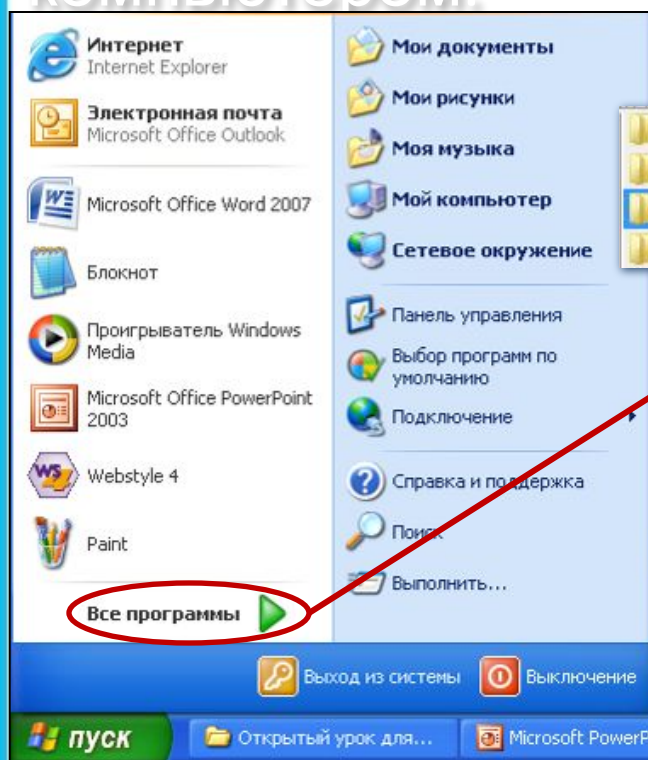 компьютером.
Интернет
Internet Explorer
Электронная почта
Microsoft Office Outlook
Microsoft Office Word 2007
Блокнот
Проигрыватель Windows
Media
Microsoft Office PowerPoint
2003
Webstyle 4
Paint
Все программы
Мои документы
Мои рисунки
Моя музыка
Мой компьютер
Сетевое окружение
Панель управления
Выбор программ по
умолчанию
Подключение
Справка и поддержка
Поиск
Выполнить...
Выход из системы
Выключение
пуск
Открытый урок для...
Microsoft PowerP